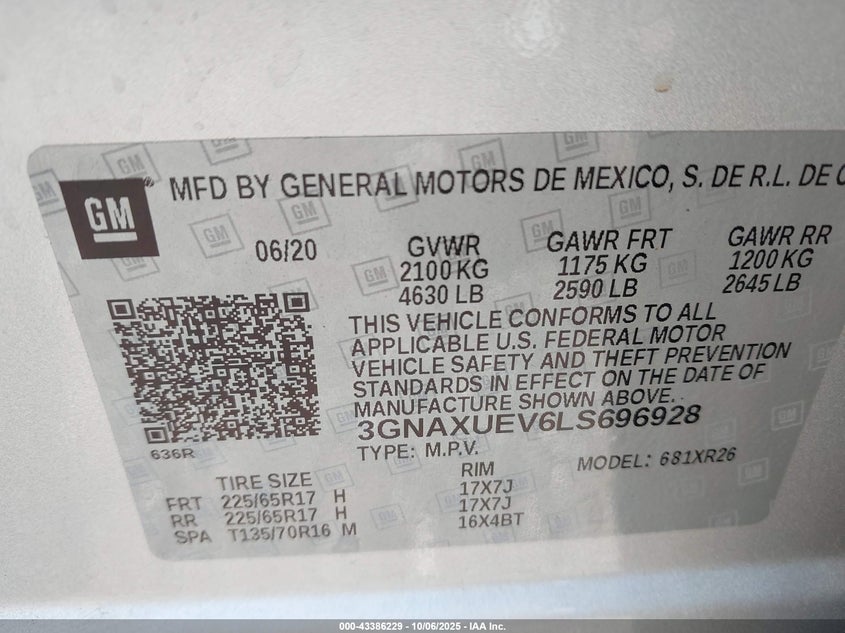 GM
MFD BY GENERAL MOTORS DE MEXICO, S. DE R.L. DE C
06/20
GVWR GAWR FRT GAWR RR
2100 KG 1175 KG 1200 KG
4630 LB 2590 LB 2645 LB
THIS VEHICLE CONFORMS TO ALL
APPLICABLE U.S. FEDERAL MOTOR
VEHICLE SAFETY AND THEFT PREVENTION
STANDARDS IN EFFECT ON THE DATE OF
MANUFACTURE SHOWN ABOVE.
3GNAXUEV6LS696928
636R
TYPE: M.P.V. MODEL: 681XR26
TIRE SIZE RIM
FRT 225/65R17 H 17X7J
RR 225/65R17 H 17X7J
SPA T135/70R16 M 16X4BT
000-43386229 - 10/06/2025 - IAA Inc.